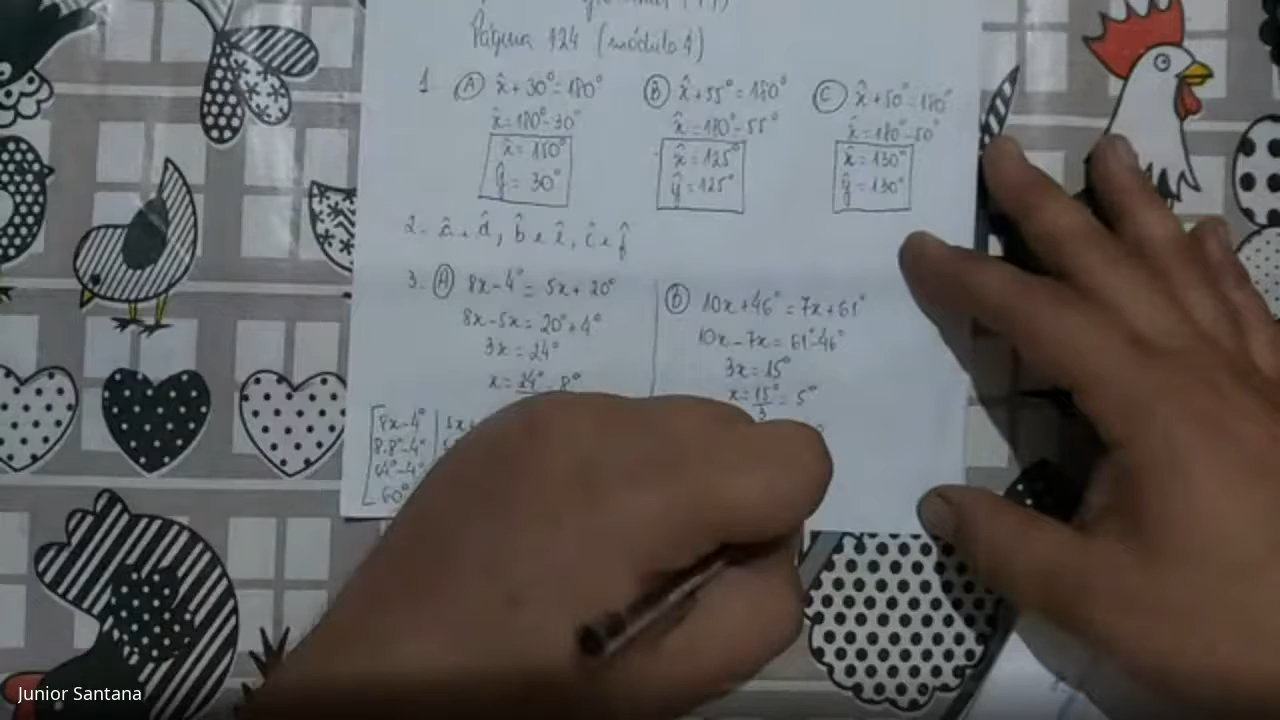 Página 124 (módulo 4)
1. (A) x̂+30°=180°
x̂=180°-30°
x̂=150°
ŷ= 30°
(B) x̂+55°=180°
x̂=180°-55°
x̂=125°
ŷ=125°
(C) x̂+50°=180°
x̂=180°-50°
x̂=130°
ŷ=130°
2. â e d̂, b̂ e ê, ĉ e f̂
3. (A) 8x-4°= 5x+20°
8x-5x=20°+4°
3x=24°
x=24° 8°
8x-4°
8.8°-4°
64°-4°
60°
(B) 10x+46°=7x+61°
10x-7x=61°-46°
3x=15°
x=15°/3=5°
Junior Santana